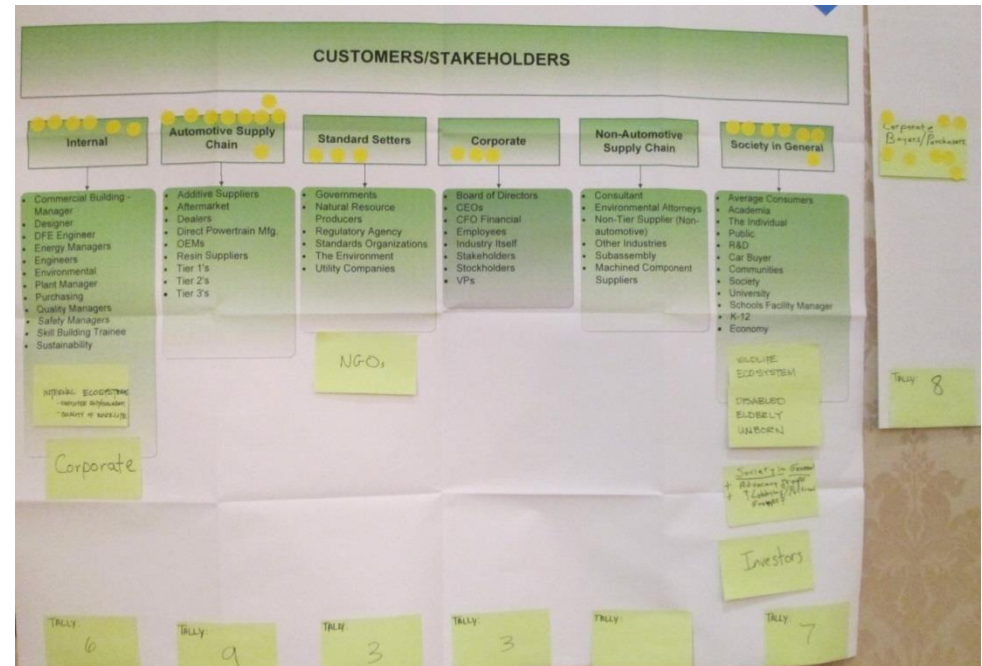 CUSTOMERS/STAKEHOLDERS
Internal
Commercial Building -
Manager
Designer
DFE Engineer
Energy Managers
Engineers
Environmental
Plant Manager
Purchasing
Quality Managers
Safety Managers
Skill Building Trainee
Sustainability
INTERNAL ECOSYSTEMS
Corporate
TALLY:
6
Automotive Supply
Chain
Additive Suppliers
Aftermarket
Dealers
Direct Powertrain Mfg.
OEMs
Resin Suppliers
Tier 1's
Tier 2's
Tier 3's
TALLY:
9
Standard Setters
Governments
Natural Resource
Producers
Regulatory Agency
Standards Organizations
The Environment
Utility Companies
NGOs
TALLY:
3
Corporate
Board of Directors
CEOs
CFO Financial
Employees
Industry Itself
Stakeholders
Stockholders
VPs
TALLY:
3
Non-Automotive
Supply Chain
Consultant
Environmental Attorneys
Non-Tier Supplier (Non-
automotive)
Other Industries
Subassembly
Machined Component
Suppliers
TALLY:
Society in General
Average Consumers
Academia
The Individual
Public
R&D
Car Buyer
Communities
Society
University
Schools Facility Manager
K-12
Economy
WILDLIFE
ECOSYSTEM
DISABLED
ELDERLY
UNBORN
Society in General
+ Advocacy Groups
Investors
TALLY:
7
Corporate
Buyers/Purchasers
TALLY:
8